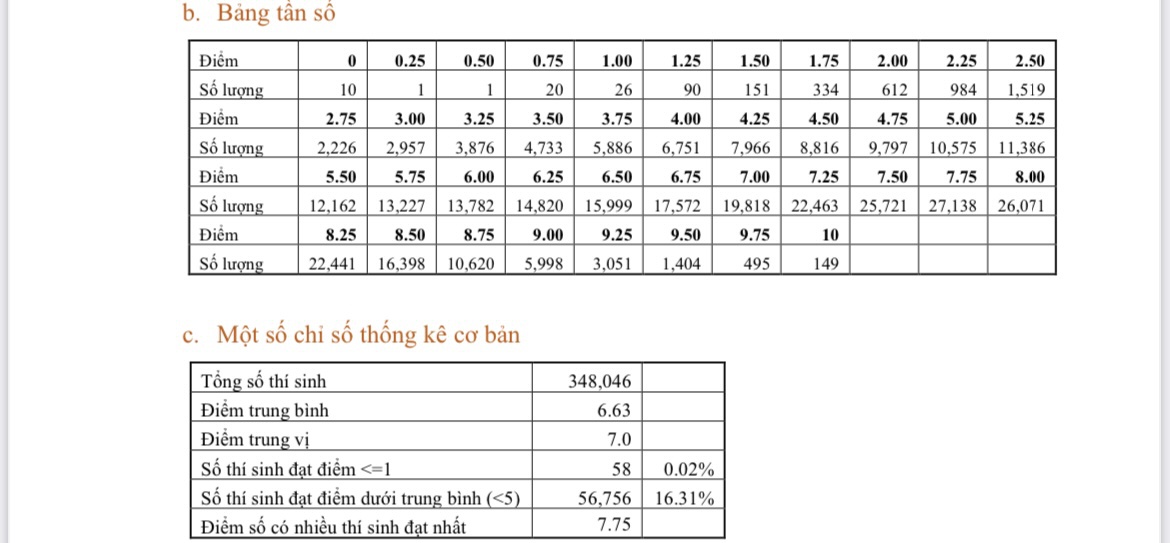 b. Bảng tần số
Điểm 0 0.25 0.50 0.75 1.00 1.25 1.50 1.75 2.00 2.25 2.50
Số lượng 10 1 1 20 26 90 151 334 612 984 1,519
Điểm 2.75 3.00 3.25 3.50 3.75 4.00 4.25 4.50 4.75 5.00 5.25
Số lượng 2,226 2,957 3,876 4,733 5,886 6,751 7,966 8,816 9,797 10,575 11,386
Điểm 5.50 5.75 6.00 6.25 6.50 6.75 7.00 7.25 7.50 7.75 8.00
Số lượng 12,162 13,227 13,782 14,820 15,999 17,572 19,818 22,463 25,721 27,138 26,071
Điểm 8.25 8.50 8.75 9.00 9.25 9.50 9.75 10
Số lượng 22,441 16,398 10,620 5,998 3,051 1,404 495 149
c. Một số chỉ số thống kê cơ bản
Tổng số thí sinh 348,046
Điểm trung bình 6.63
Điểm trung vị 7.0
Số thí sinh đạt điểm <=1 58 0.02%
Số thí sinh đạt điểm dưới trung bình (<5) 56,756 16.31%
Điểm số có nhiều thí sinh đạt nhất 7.75